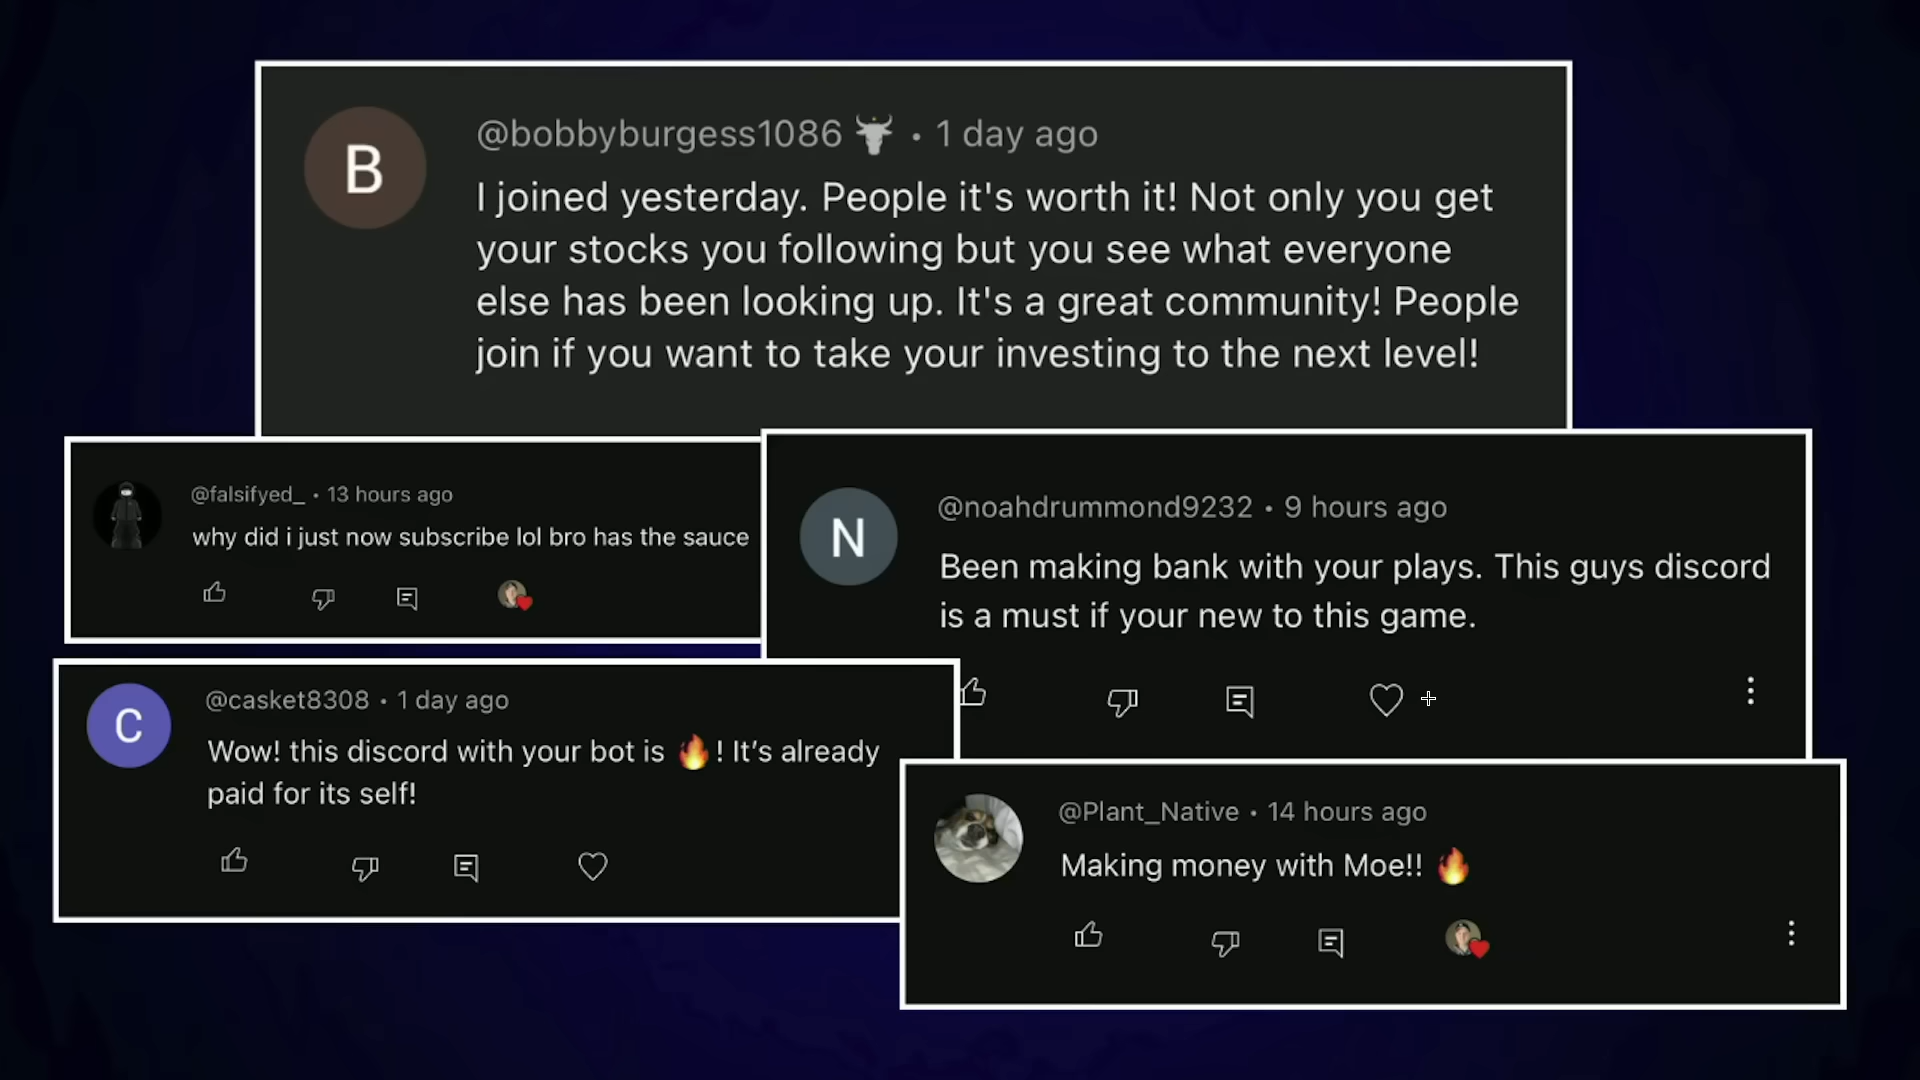 B
@bobbyburgess1086 • 1 day ago
I joined yesterday. People it's worth it! Not only you get
your stocks you following but you see what everyone
else has been looking up. It's a great community! People
join if you want to take your investing to the next level!
@falsifyed_ • 13 hours ago
why did i just now subscribe lol bro has the sauce
N
@noahdrummond9232 • 9 hours ago
Been making bank with your plays. This guys discord
is a must if your new to this game.
C
@casket8308 • 1 day ago
Wow! this discord with your bot is 🔥! It’s already
paid for its self!
@Plant_Native • 14 hours ago
Making money with Moe!! 🔥